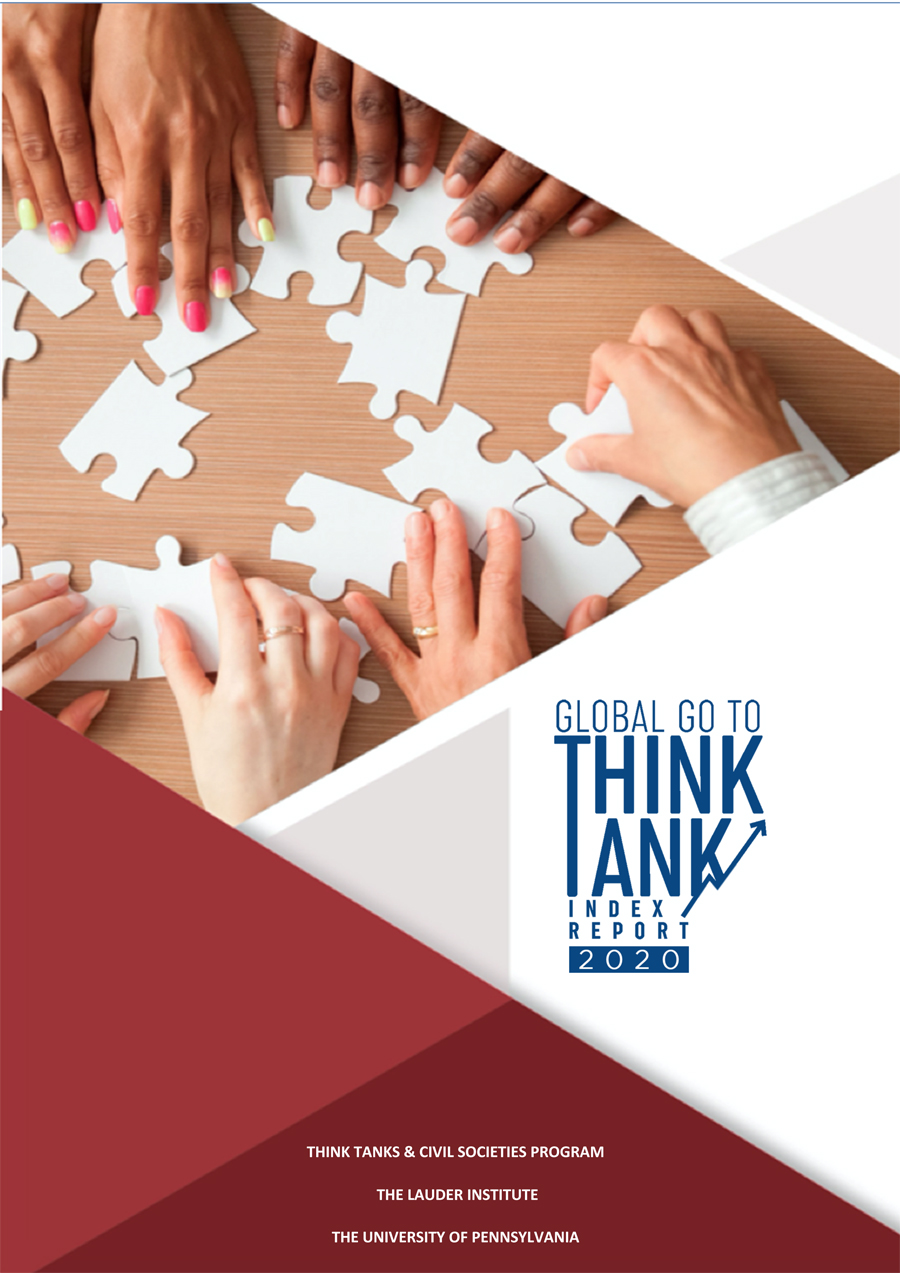 GLOBAL GO TO
THINK
TANK
INDEX
REPORT
2020
THINK TANKS & CIVIL SOCIETIES PROGRAM
THE LAUDER INSTITUTE
THE UNIVERSITY OF PENNSYLVANIA